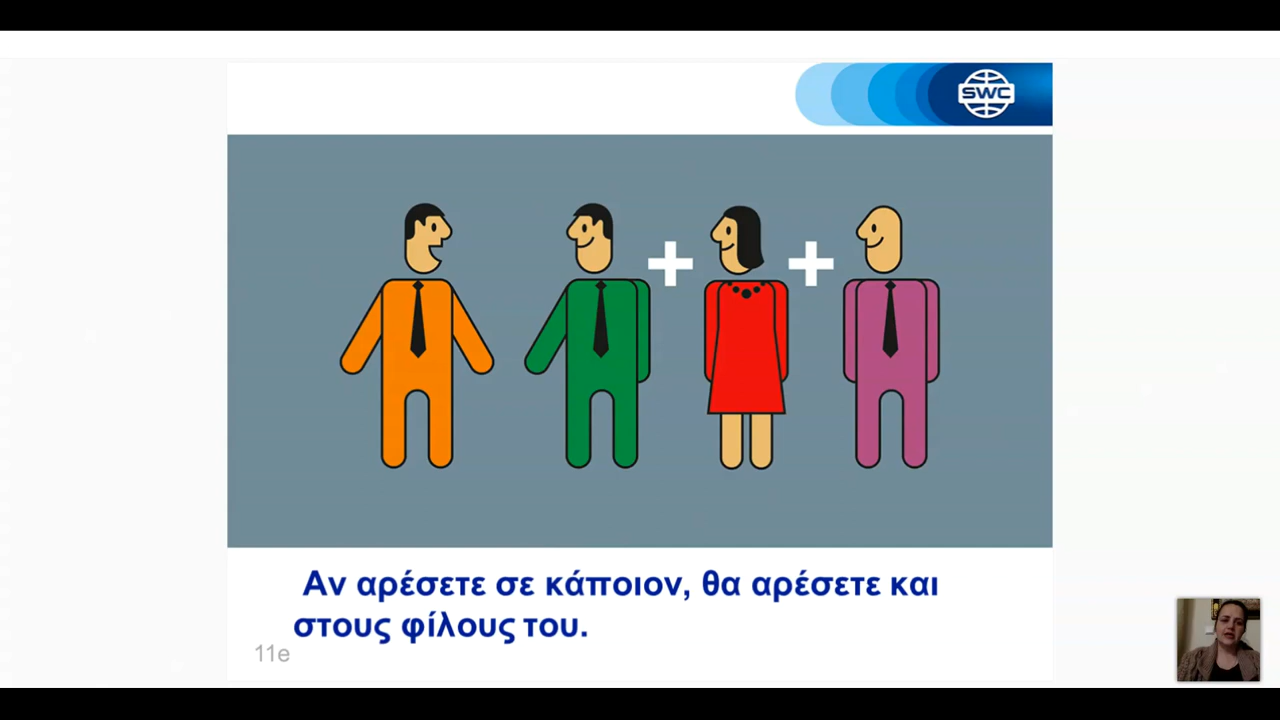 SWC
Αν αρέσετε σε κάποιον, θα αρέσετε και
στους φίλους του.
11e